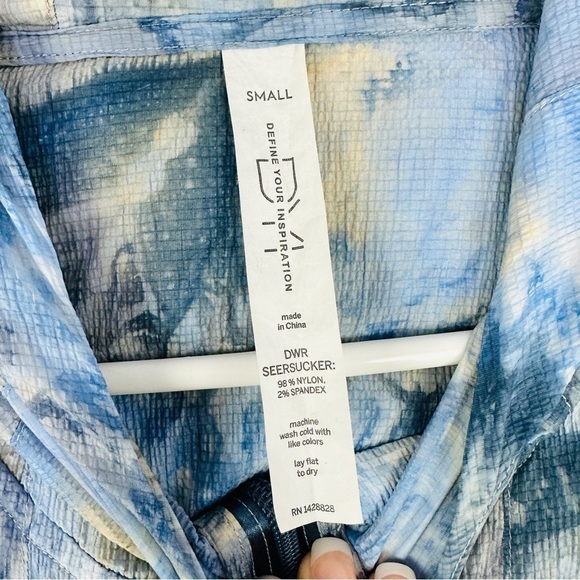 SMALL
DEFINE YOUR INSPIRATION
DYI
made
in China
DWR
SEERSUCKER:
98 % NYLON,
2% SPANDEX
machine
wash cold with
like colors
lay flat
to dry
RN 1428828